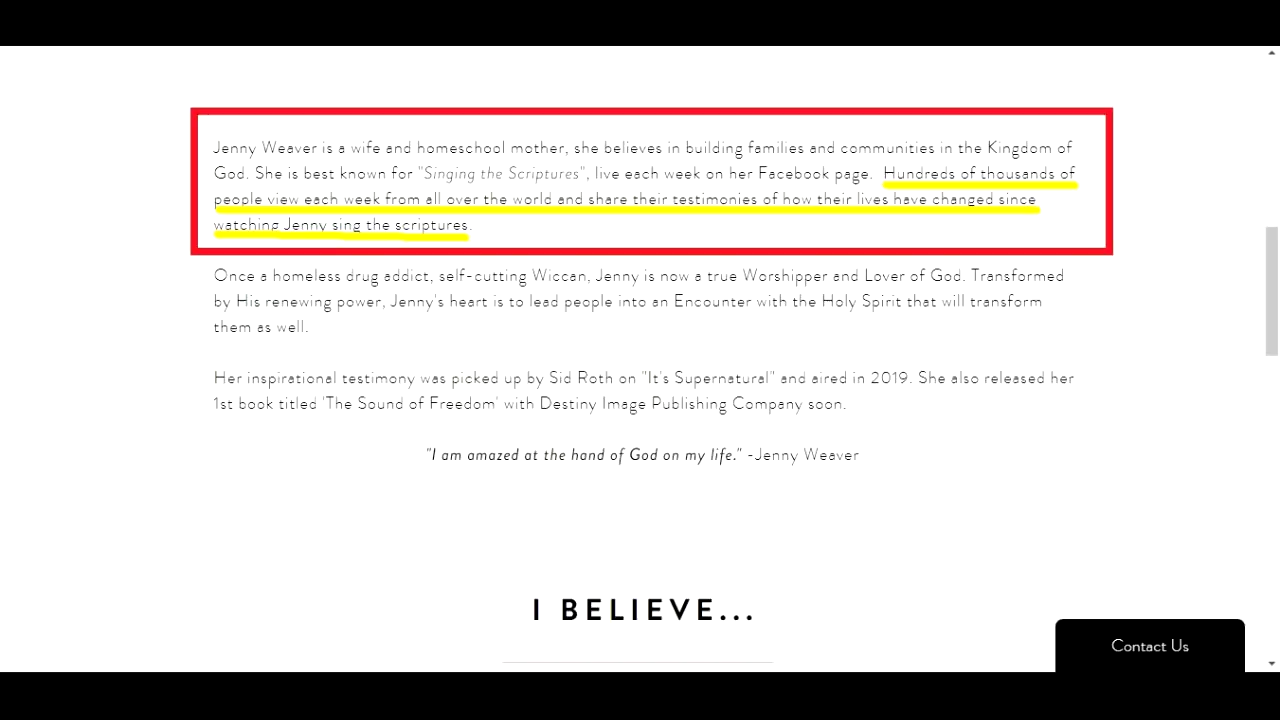 Jenny Weaver is a wife and homeschool mother, she believes in building families and communities in the Kingdom of
God. She is best known for "Singing the Scriptures", live each week on her Facebook page. Hundreds of thousands of
people view each week from all over the world and share their testimonies of how their lives have changed since
watching Jenny sing the scriptures.
Once a homeless drug addict, self-cutting Wiccan, Jenny is now a true Worshipper and Lover of God. Transformed
by His renewing power, Jenny's heart is to lead people into an Encounter with the Holy Spirit that will transform
them as well.
Her inspirational testimony was picked up by Sid Roth on "It's Supernatural" and aired in 2019. She also released her
1st book titled 'The Sound of Freedom' with Destiny Image Publishing Company soon.
"I am amazed at the hand of God on my life." -Jenny Weaver
I BELIEVE...
Contact Us